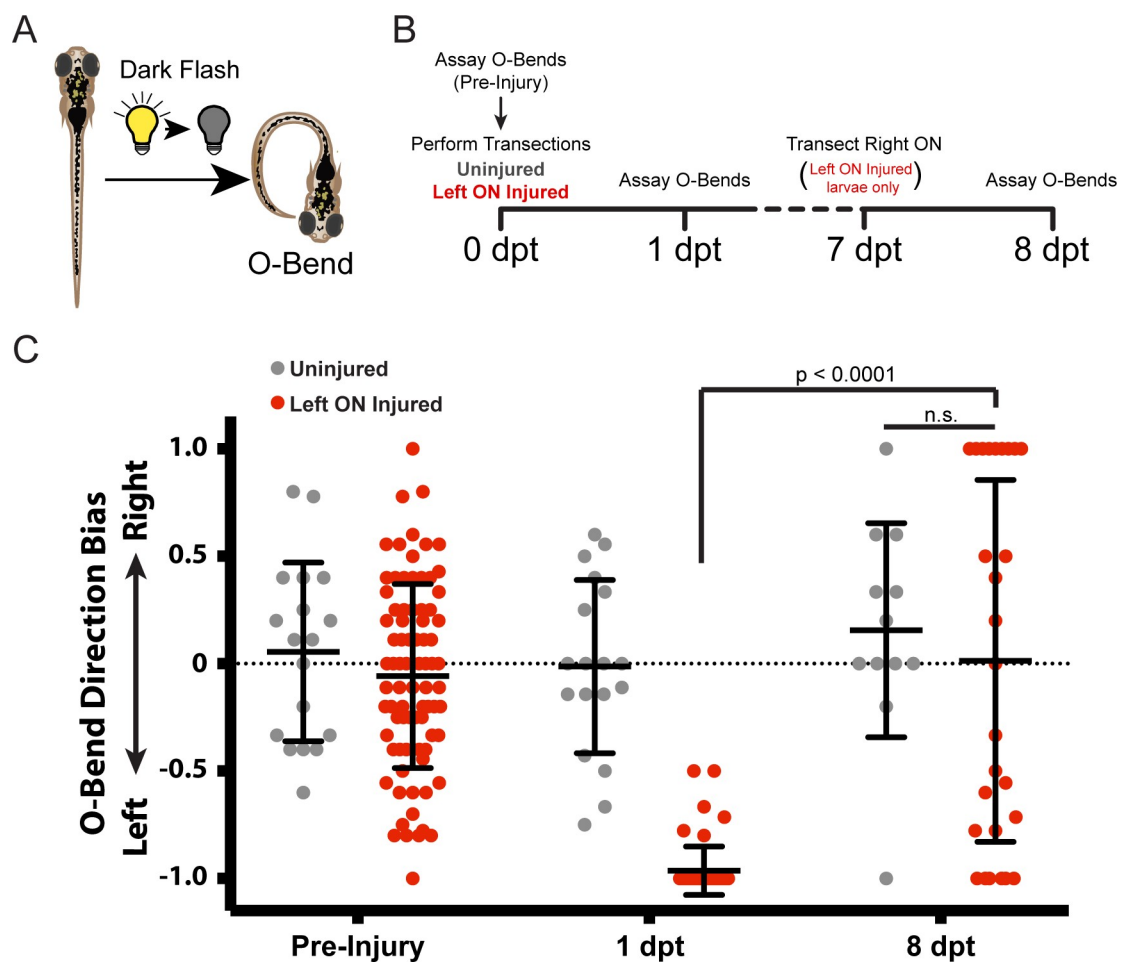 A
Dark Flash
O-Bend
B
Assay O-Bends
(Pre-Injury)
Perform Transections
Uninjured
Left ON Injured
Assay O-Bends
Transect Right ON
(Left ON Injured
larvae only)
Assay O-Bends
0 dpt
1 dpt
7 dpt
8 dpt
C
Uninjured
Left ON Injured
p < 0.0001
n.s.
O-Bend Direction Bias
Left
Right
1.0
0.5
0
-0.5
-1.0
Pre-Injury
1 dpt
8 dpt